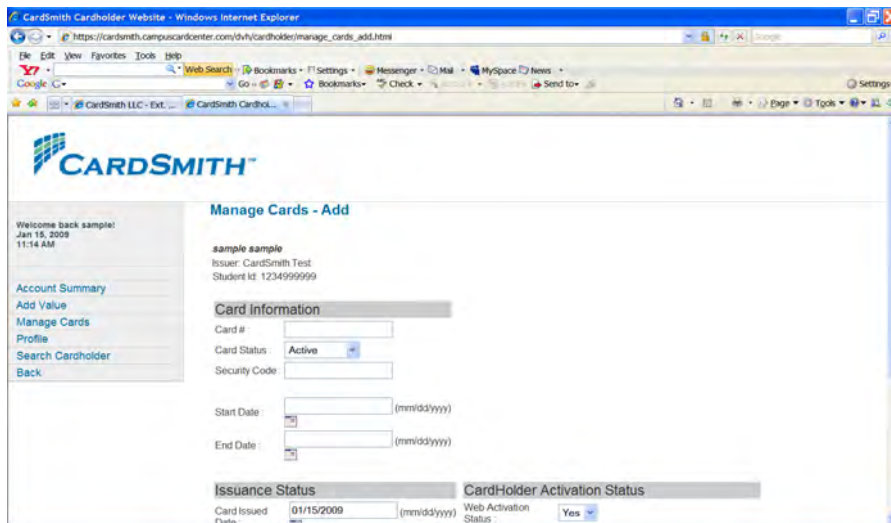 CardSmith Cardholder Website - Windows Internet Explorer
https://cardsmith.campuscardcenter.com/dvh/cardholder/manage_cards_add.html
File Edit View Favorites Tools Help
Y7 Web Search Bookmarks Settings Messenger Mail MySpace News
Google G Go Bookmarks Check Send to Settings
CardSmith LLC - Ext. ... CardSmith Cardhol... Page Tools
CARDSMITH
Manage Cards - Add
Welcome back sample!
Jan 15, 2009
11:14 AM
sample sample
Issuer: CardSmith Test
Student Id: 1234999999
Account Summary
Add Value
Manage Cards
Profile
Search Cardholder
Back
Card Information
Card # :
Card Status : Active
Security Code :
Start Date : (mm/dd/yyyy)
End Date : (mm/dd/yyyy)
Issuance Status CardHolder Activation Status
Card Issued Date 01/15/2009 (mm/dd/yyyy) Web Activation Status : Yes